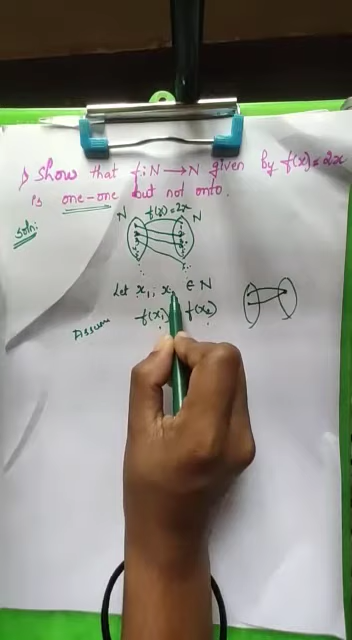 1) Show that f: N → N given by f(x) = 2x
is one-one but not onto.
Soln:
N f(x) = 2x N
Let x₁, x₂ ∈ N
Assume f(x₁) f(x₂)